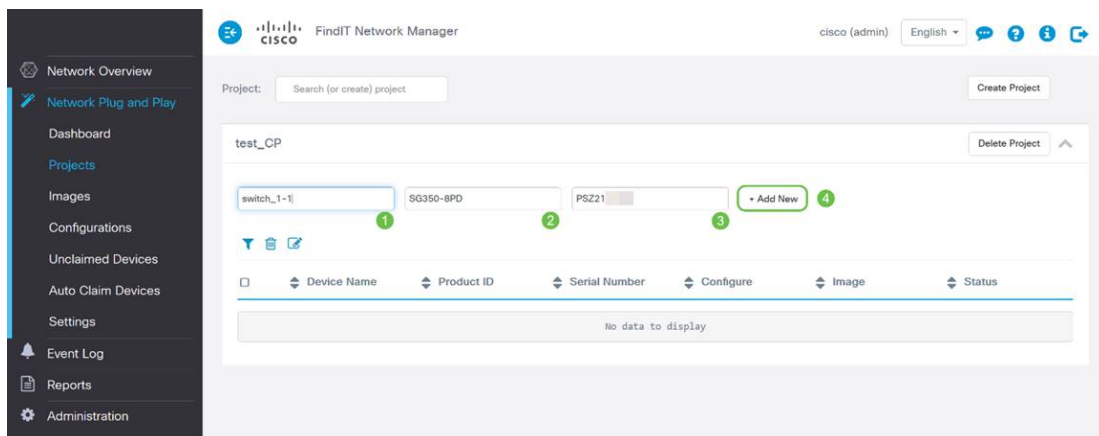 CISCO FindIT Network Manager
cisco (admin) English
Network Overview
Network Plug and Play
Dashboard
Projects
Images
Configurations
Unclaimed Devices
Auto Claim Devices
Settings
Event Log
Reports
Administration
Project: Search (or create) project Create Project
test_CP Delete Project
switch_1-1 SG350-8PD PSZ21 + Add New 4
1 2 3
Device Name Product ID Serial Number Configure Image Status
No data to display